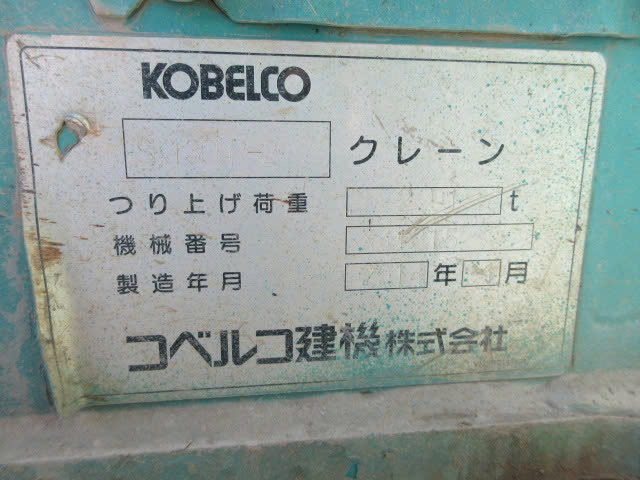 KOBELCO
クレーン
つり上げ荷重 t
機械番号
製造年月 年 月
コベルコ建機株式会社